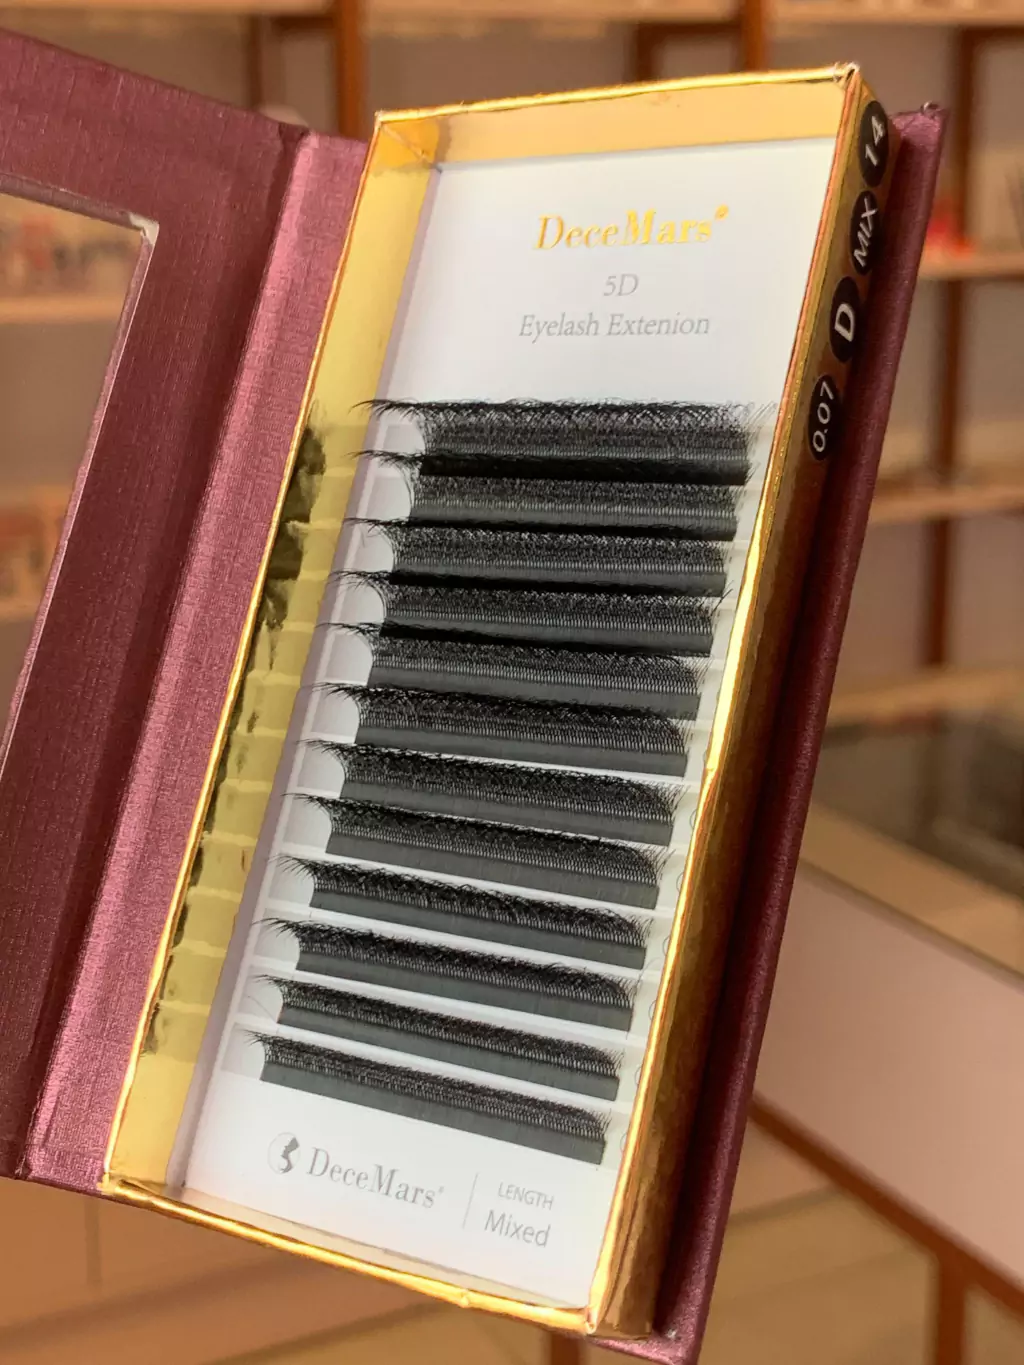 DeceMars
5D
Eyelash Extenion
0.07
D
MIX
14
DeceMars
LENGTH
Mixed